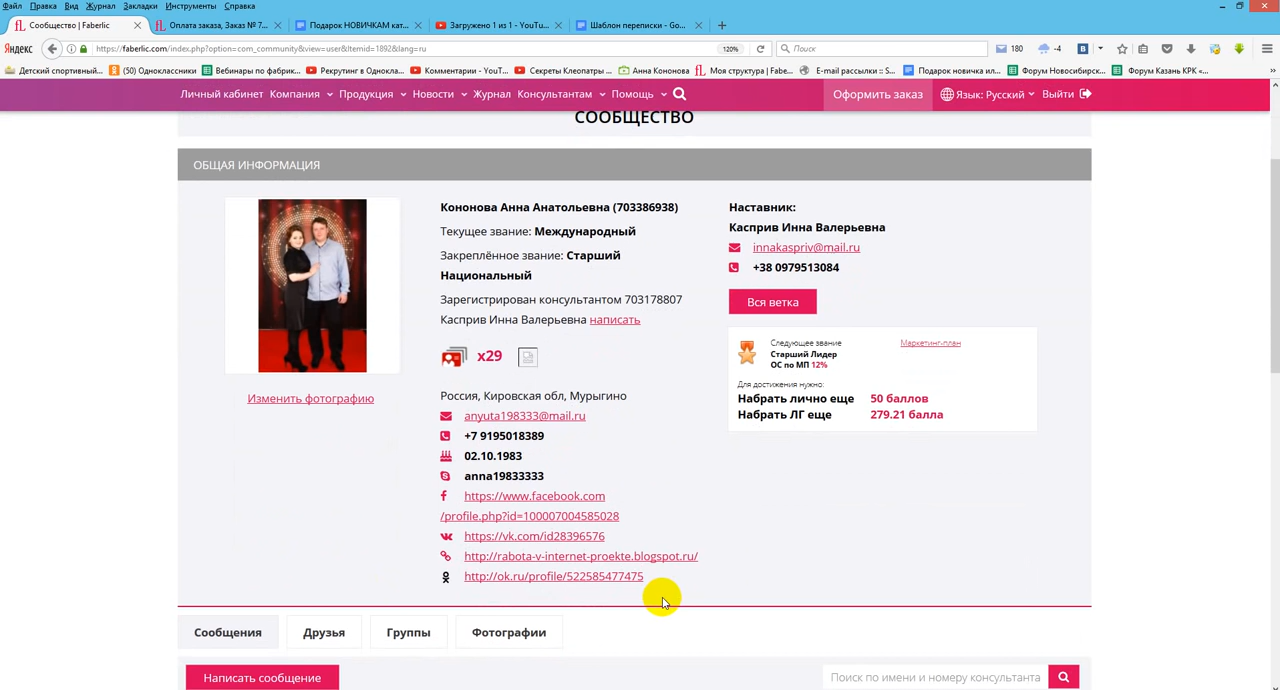 Файл Правка Вид Журнал Закладки Инструменты Справка
Сообщество | Faberlic
Оплата заказа, Заказ № 7...
Подарок НОВИЧКАМ кат...
Загружено 1 из 1 - YouTu...
Шаблон переписки - Go...
Яндекс
https://faberlic.com/index.php?option=com_community&view=user&Itemid=1892&lang=ru
120%
Поиск
180
-4
Детский спортивный...
(50) Одноклассники
Вебинары по фабрик...
Рекрутинг в Однокла...
Комментарии - YouT...
Секреты Клеопатры ...
Анна Кононова
Моя структура | Fabe...
E-mail рассылки :: S...
Подарок новичка ил...
Форум Новосибирск...
Форум Казань КРК «...
Личный кабинет Компания Продукция Новости Журнал Консультантам Помощь
Оформить заказ
Язык: Русский
Выйти
СООБЩЕСТВО
ОБЩАЯ ИНФОРМАЦИЯ
Изменить фотографию
Кононова Анна Анатольевна (703386938)
Текущее звание: Международный
Закреплённое звание: Старший
Национальный
Зарегистрирован консультантом 703178807
Касприв Инна Валерьевна написать
x29
Россия, Кировская обл, Мурыгино
anyuta198333@mail.ru
+7 9195018389
02.10.1983
anna19833333
https://www.facebook.com
/profile.php?id=100007004585028
https://vk.com/id28396576
http://rabota-v-internet-proekte.blogspot.ru/
http://ok.ru/profile/522585477475
Наставник:
Касприв Инна Валерьевна
innakaspriv@mail.ru
+38 0979513084
Вся ветка
Следующее звание
Старший Лидер
ОС по МП 12%
Маркетинг-план
Для достижения нужно:
Набрать лично еще 50 баллов
Набрать ЛГ еще 279.21 балла
Сообщения Друзья Группы Фотографии
Написать сообщение
Поиск по имени и номеру консультанта